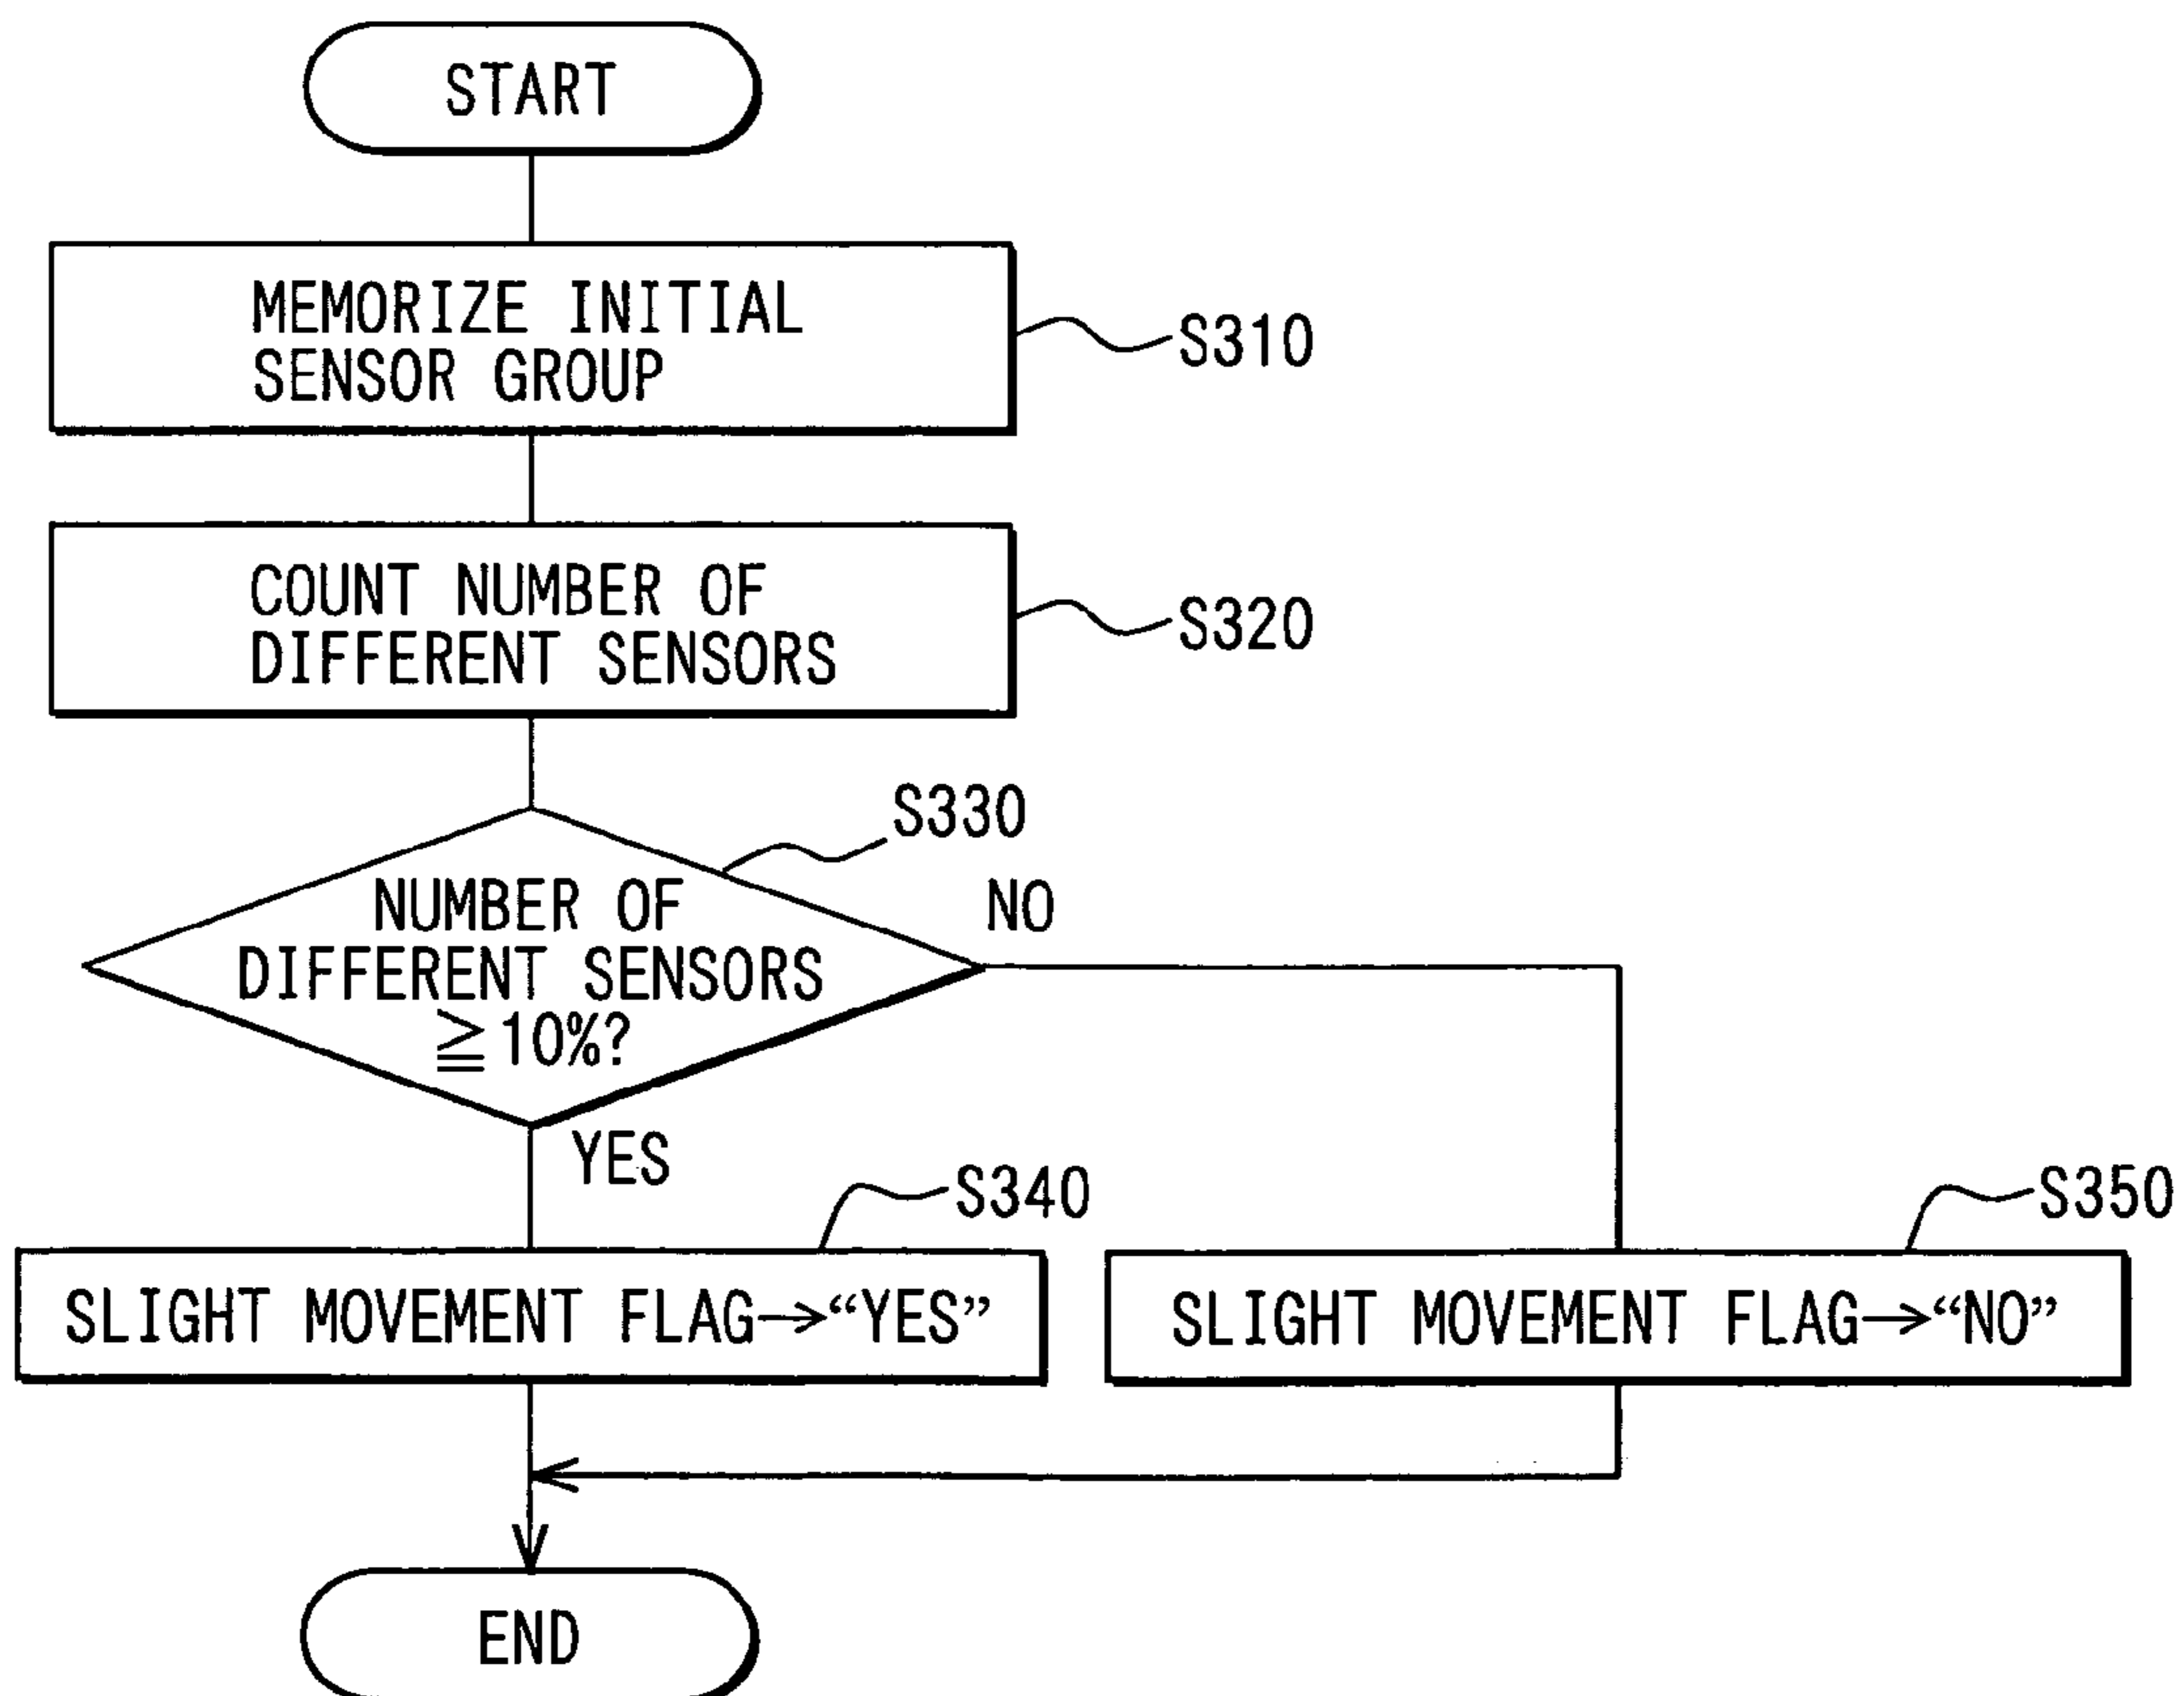 START
MEMORIZE INITIAL
SENSOR GROUP
S310
COUNT NUMBER OF
DIFFERENT SENSORS
S320
S330
NUMBER OF
DIFFERENT SENSORS
≧10%?
NO
YES
S340
SLIGHT MOVEMENT FLAG→“YES”
S350
SLIGHT MOVEMENT FLAG→“NO”
END